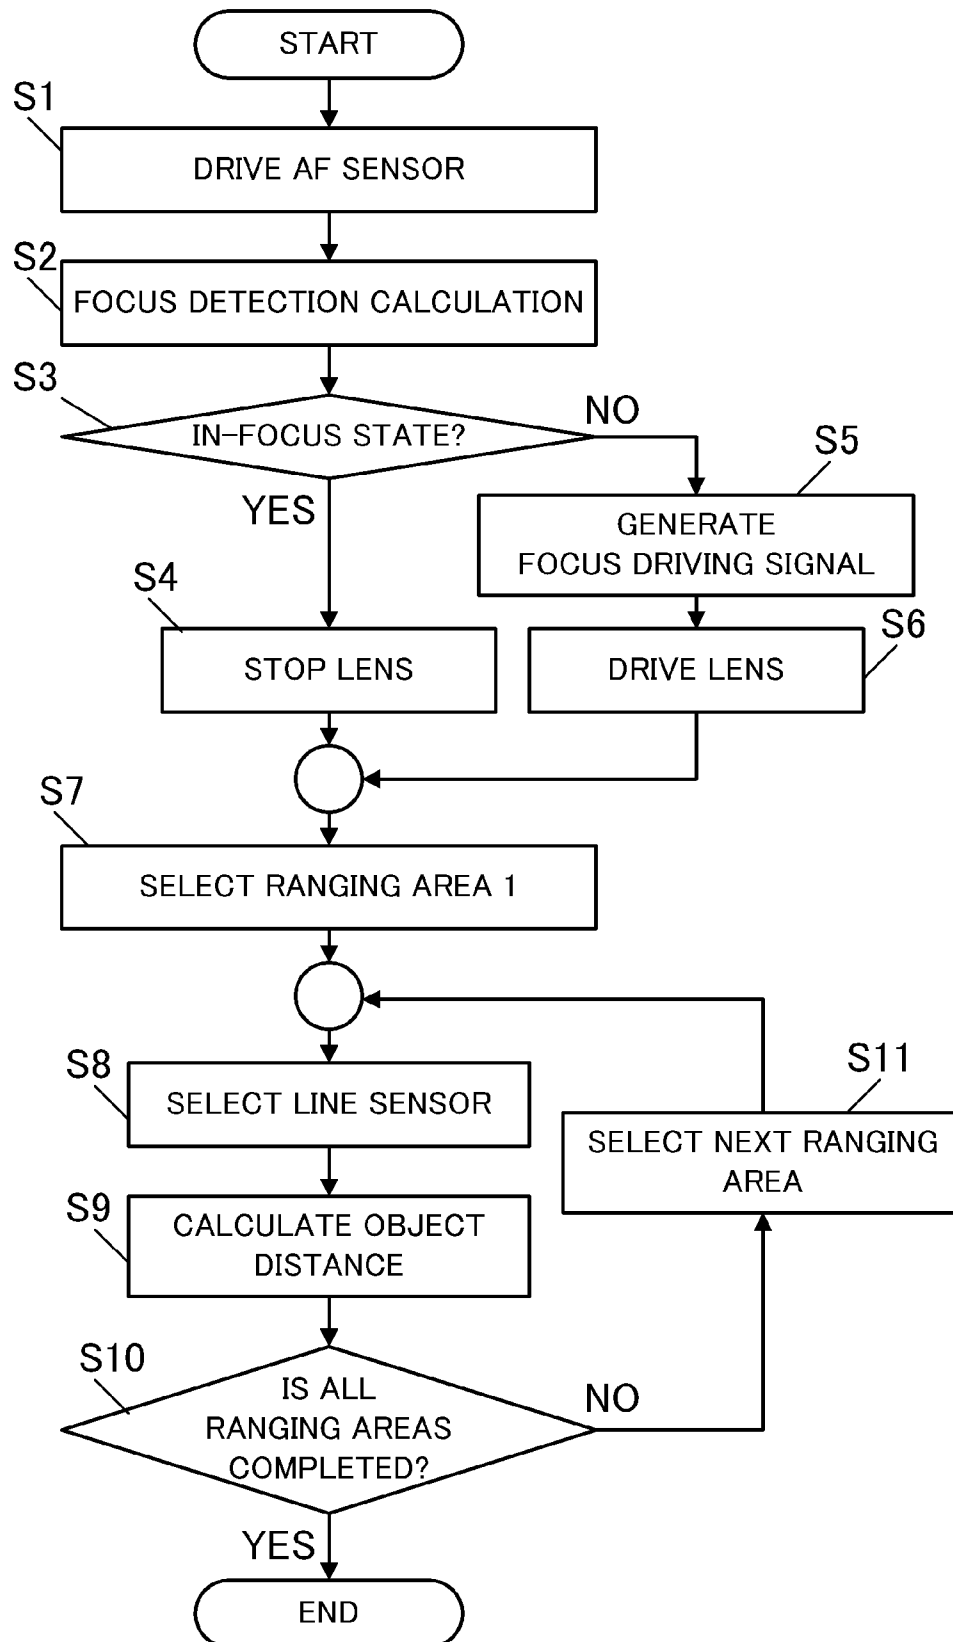 START
S1
DRIVE AF SENSOR
S2
FOCUS DETECTION CALCULATION
S3
IN-FOCUS STATE?
NO
YES
S5
GENERATE
FOCUS DRIVING SIGNAL
S4
STOP LENS
S6
DRIVE LENS
S7
SELECT RANGING AREA 1
S8
SELECT LINE SENSOR
S11
SELECT NEXT RANGING
AREA
S9
CALCULATE OBJECT
DISTANCE
S10
IS ALL
RANGING AREAS
COMPLETED?
NO
YES
END